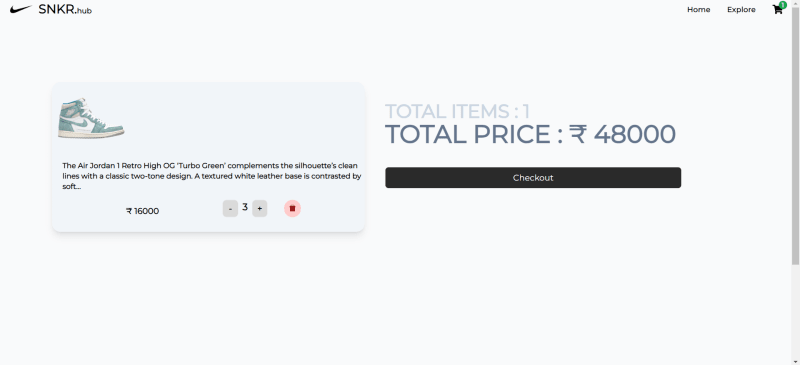 SNKR.hub
Home
Explore
1
The Air Jordan 1 Retro High OG 'Turbo Green' complements the silhouette's clean
lines with a classic two-tone design. A textured white leather base is contrasted by
soft...
₹ 16000
- 3 +
TOTAL ITEMS : 1
TOTAL PRICE : ₹ 48000
Checkout